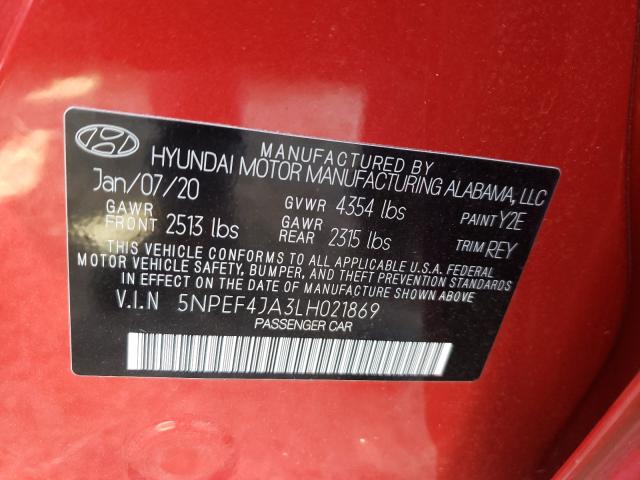 MANUFACTURED BY
HYUNDAI MOTOR MANUFACTURING ALABAMA, LLC
Jan/07/20 GVWR 4354 lbs PAINT Y2E
GAWR FRONT 2513 lbs GAWR REAR 2315 lbs TRIM REY
THIS VEHICLE CONFORMS TO ALL APPLICABLE U.S.A. FEDERAL
MOTOR VEHICLE SAFETY, BUMPER, AND THEFT PREVENTION STANDARDS
IN EFFECT ON THE DATE OF MANUFACTURE SHOWN ABOVE.
V.I.N 5NPEF4JA3LH021869
PASSENGER CAR